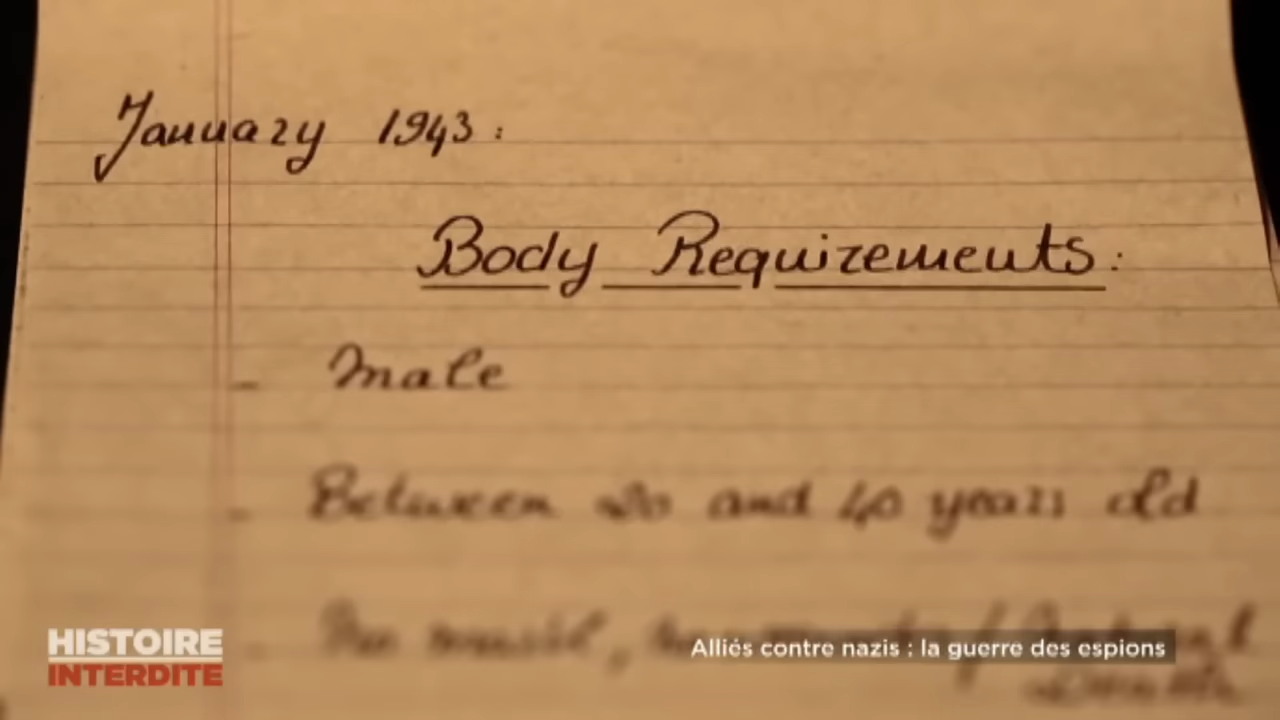 January 1943:
Body Requirements:
- Male
- Between 20 and 40 years old
HISTOIRE
INTERDITE
Alliés contre nazis : la guerre des espions